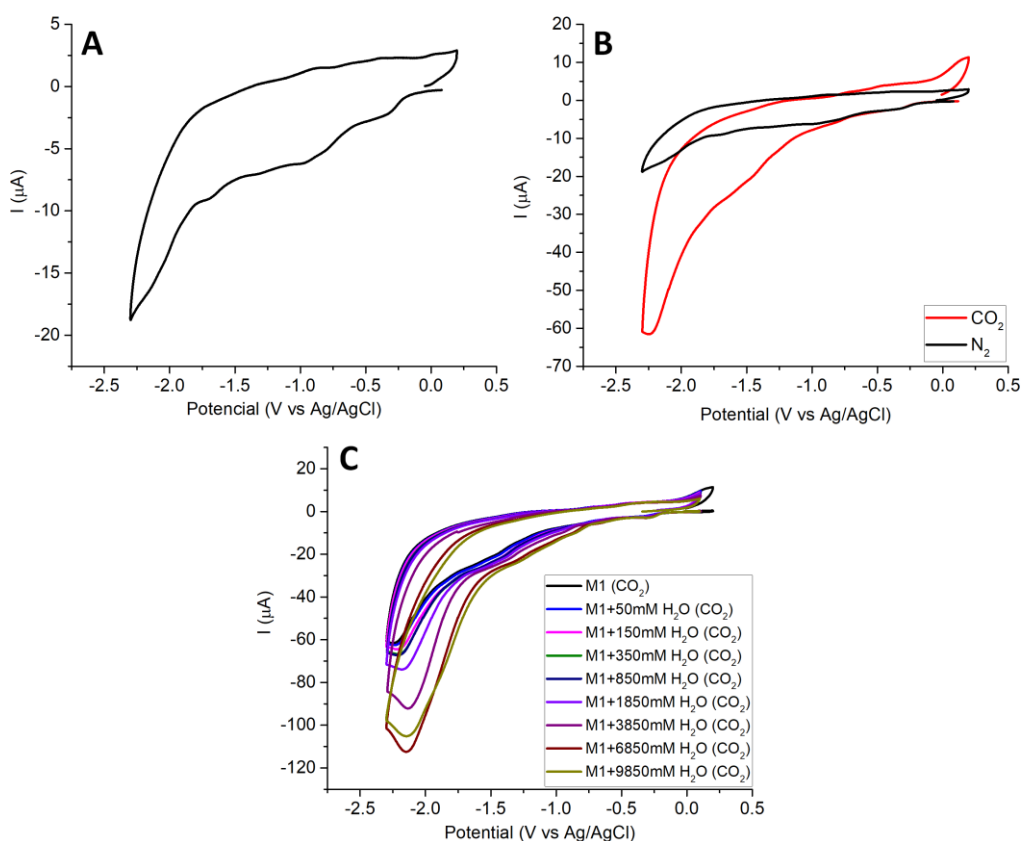 A
5
0
-5
-10
-15
-20
I (μA)
-2.5 -2.0 -1.5 -1.0 -0.5 0.0 0.5
Potencial (V vs Ag/AgCl)
B
20
10
0
-10
-20
-30
-40
-50
-60
-70
I (μA)
CO₂
N₂
-2.5 -2.0 -1.5 -1.0 -0.5 0.0 0.5
Potential (V vs Ag/AgCl)
C
20
0
-20
-40
-60
-80
-100
-120
I (μA)
M1 (CO₂)
M1+50mM H₂O (CO₂)
M1+150mM H₂O (CO₂)
M1+350mM H₂O (CO₂)
M1+850mM H₂O (CO₂)
M1+1850mM H₂O (CO₂)
M1+3850mM H₂O (CO₂)
M1+6850mM H₂O (CO₂)
M1+9850mM H₂O (CO₂)
-2.5 -2.0 -1.5 -1.0 -0.5 0.0 0.5
Potential (V vs Ag/AgCl)